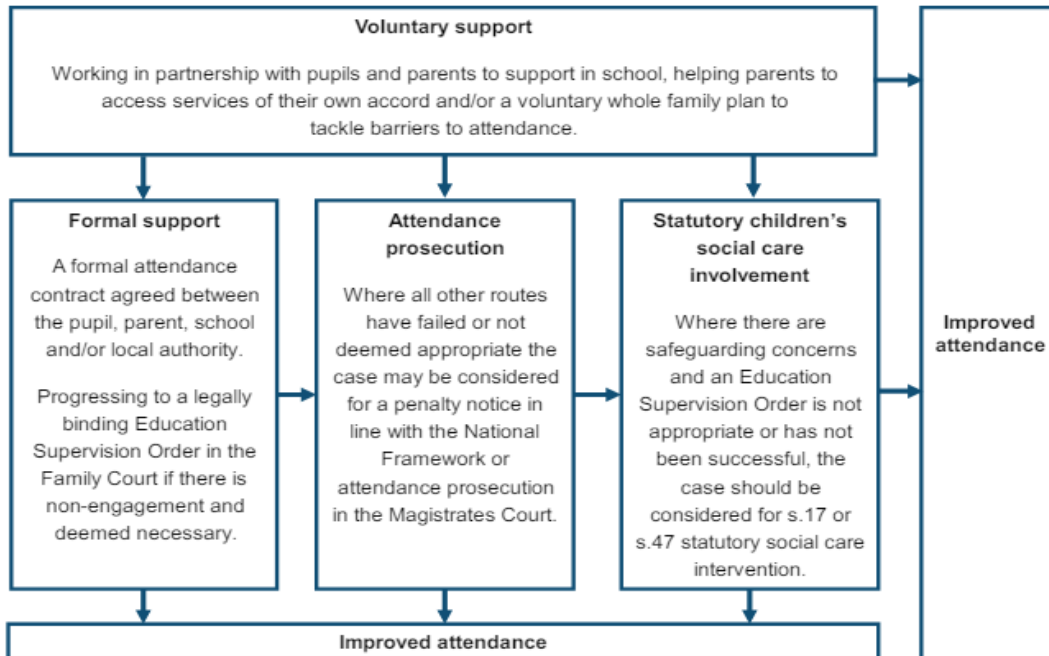 Voluntary support
Working in partnership with pupils and parents to support in school, helping parents to
access services of their own accord and/or a voluntary whole family plan to
tackle barriers to attendance.
Formal support
A formal attendance
contract agreed between
the pupil, parent, school
and/or local authority.
Progressing to a legally
binding Education
Supervision Order in the
Family Court if there is
non-engagement and
deemed necessary.
Attendance
prosecution
Where all other routes
have failed or not
deemed appropriate the
case may be considered
for a penalty notice in
line with the National
Framework or
attendance prosecution
in the Magistrates Court.
Statutory children’s
social care
involvement
Where there are
safeguarding concerns
and an Education
Supervision Order is not
appropriate or has not
been successful, the
case should be
considered for s.17 or
s.47 statutory social care
intervention.
Improved
attendance
Improved attendance